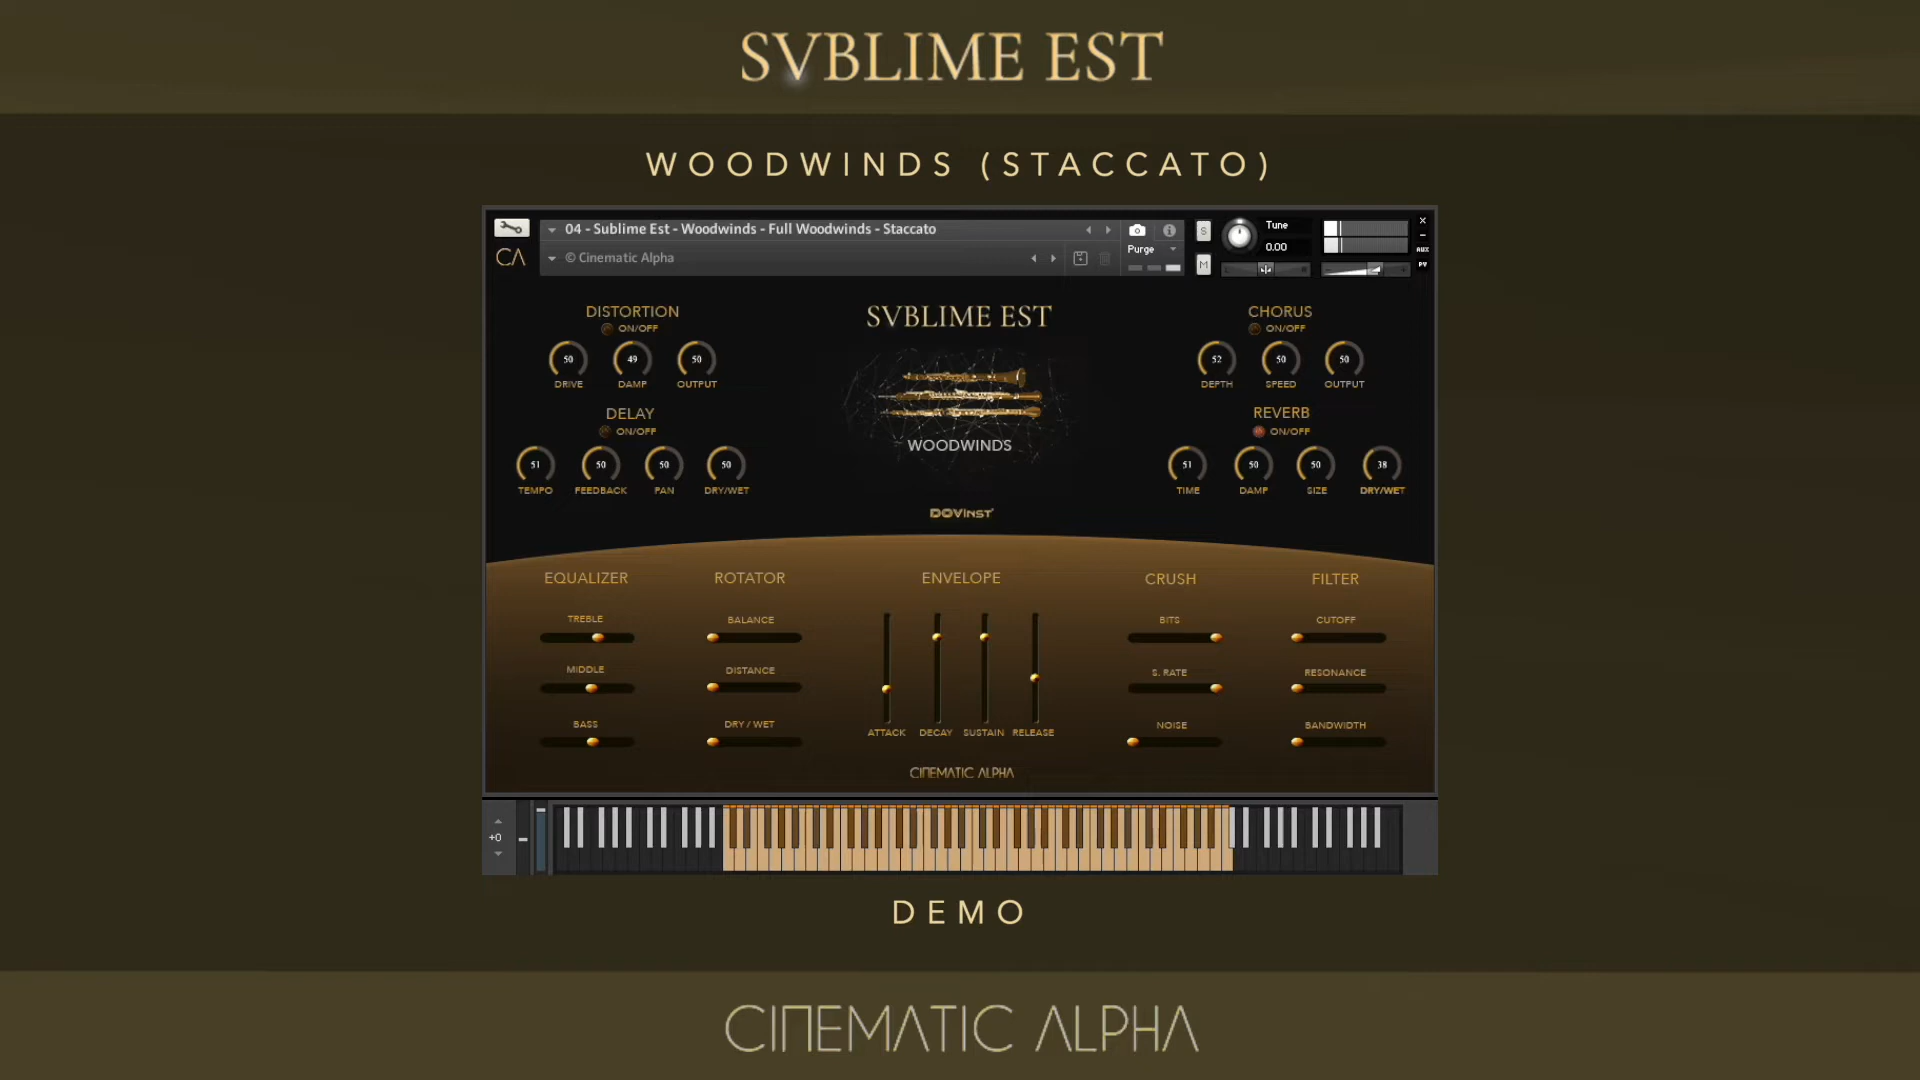 SVBLIME EST
WOODWINDS (STACCATO)
04 - Sublime Est - Woodwinds - Full Woodwinds - Staccato
CA
© Cinematic Alpha
Purge
S
M
Tune
0.00
AUX
PV
DISTORTION
ON/OFF
50 49 50
DRIVE DAMP OUTPUT
DELAY
ON/OFF
51 50 50 50
TEMPO FEEDBACK PAN DRY/WET
SVBLIME EST
WOODWINDS
DOVINST
CHORUS
ON/OFF
52 50 50
DEPTH SPEED OUTPUT
REVERB
ON/OFF
51 50 50 38
TIME DAMP SIZE DRY/WET
EQUALIZER
TREBLE
MIDDLE
BASS
ROTATOR
BALANCE
DISTANCE
DRY / WET
ENVELOPE
ATTACK DECAY SUSTAIN RELEASE
CRUSH
BITS
S. RATE
NOISE
FILTER
CUTOFF
RESONANCE
BANDWIDTH
CINEMATIC ALPHA
+0
DEMO
CINEMATIC ALPHA